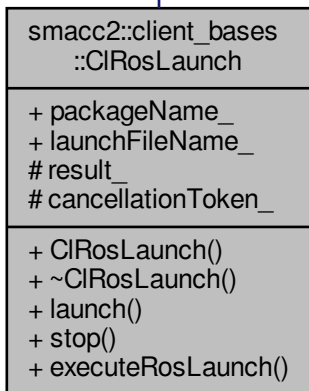 smacc2::client_bases
::ClRosLaunch
+ packageName_
+ launchFileName_
# result_
# cancellationToken_
+ ClRosLaunch()
+ ~ClRosLaunch()
+ launch()
+ stop()
+ executeRosLaunch()